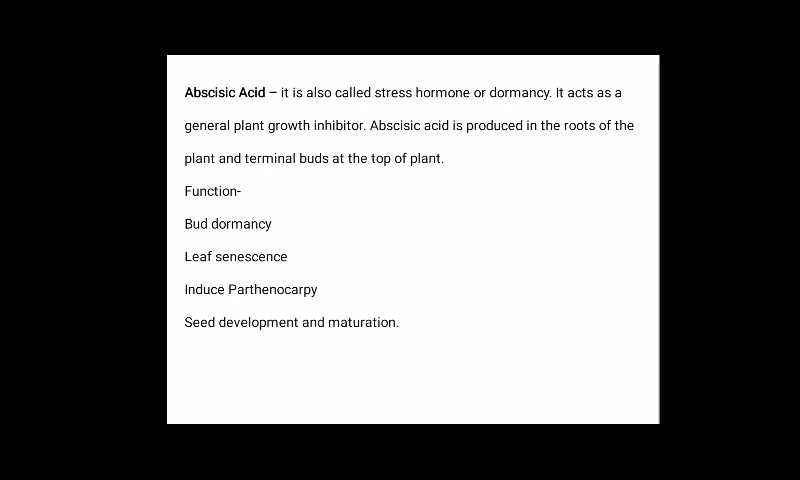 Abscisic Acid – it is also called stress hormone or dormancy. It acts as a
general plant growth inhibitor. Abscisic acid is produced in the roots of the
plant and terminal buds at the top of plant.
Function-
Bud dormancy
Leaf senescence
Induce Parthenocarpy
Seed development and maturation.